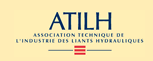 ATILH
ASSOCIATION TECHNIQUE DE
L'INDUSTRIE DES LIANTS HYDRAULIQUES